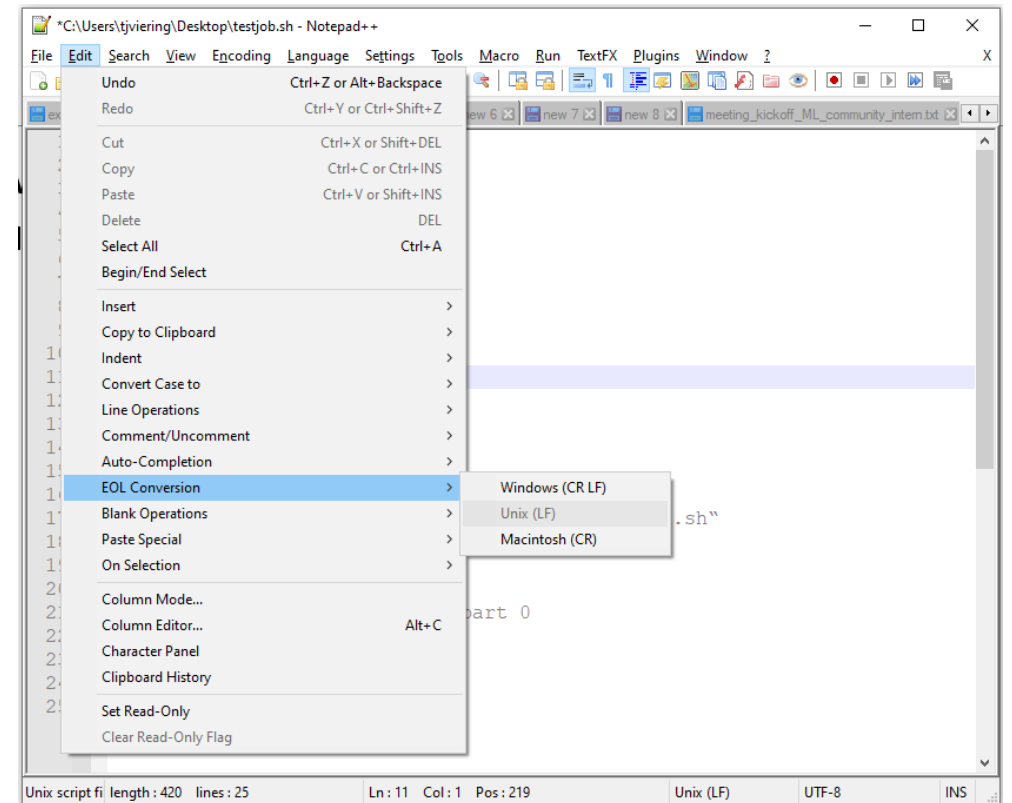 *C:\Users\tjviering\Desktop\testjob.sh - Notepad++
File Edit Search View Encoding Language Settings Tools Macro Run TextFX Plugins Window ? X
new 7 new 8 meeting_kickoff_ML_community_intern.txt
Undo Ctrl+Z or Alt+Backspace
Redo Ctrl+Y or Ctrl+Shift+Z
Cut Ctrl+X or Shift+DEL
Copy Ctrl+C or Ctrl+INS
Paste Ctrl+V or Shift+INS
Delete DEL
Select All Ctrl+A
Begin/End Select
Insert
Copy to Clipboard
Indent
Convert Case to
Line Operations
Comment/Uncomment
Auto-Completion
EOL Conversion
Windows (CR LF)
Blank Operations
Unix (LF)
.sh"
Paste Special
Macintosh (CR)
On Selection
Column Mode...
part 0
Column Editor... Alt+C
Character Panel
Clipboard History
Set Read-Only
Clear Read-Only Flag
Unix script fi length : 420 lines : 25 Ln : 11 Col : 1 Pos : 219 Unix (LF) UTF-8 INS